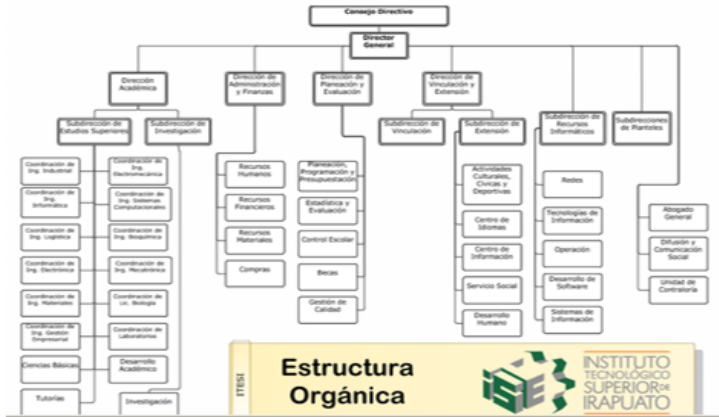 Consejo Directivo
Director
General
Dirección
Académica
Dirección de
Administración
y Finanzas
Dirección de
Planeación y
Evaluación
Dirección de
Vinculación y
Extensión
Subdirección de
Estudios Superiores
Subdirección de
Investigación
Subdirección de
Vinculación
Subdirección de
Extensión
Subdirección de
Recursos
Informáticos
Subdirecciones
de Planteles
Coordinación de
Ing. Industrial
Coordinación de
Ing.
Electromecánica
Coordinación de
Ing.
Informática
Coordinación de
Ing. Sistemas
Computacionales
Coordinación de
Ing. Logística
Coordinación de
Ing. Bioquímica
Coordinación de
Ing. Electrónica
Coordinación de
Ing. Mecatrónica
Coordinación de
Ing. Materiales
Coordinación de
Lic. Biología
Coordinación de
Ing. Gestión
Empresarial
Coordinación de
Laboratorios
Ciencias Básicas
Desarrollo
Académico
Tutorías
Investigación
Recursos
Humanos
Recursos
Financieros
Recursos
Materiales
Compras
Planeación,
Programación y
Presupuestación
Estadística y
Evaluación
Control Escolar
Becas
Gestión de
Calidad
Actividades
Culturales,
Cívicas y
Deportivas
Centro de
Idiomas
Centro de
Información
Servicio Social
Desarrollo
Humano
Redes
Tecnologías de
Información
Operación
Desarrollo de
Software
Sistemas de
Información
Abogado
General
Difusión y
Comunicación
Social
Unidad de
Contraloría
ITESI
Estructura
Orgánica
INSTITUTO
TECNOLÓGICO
SUPERIOR DE
IRAPUATO